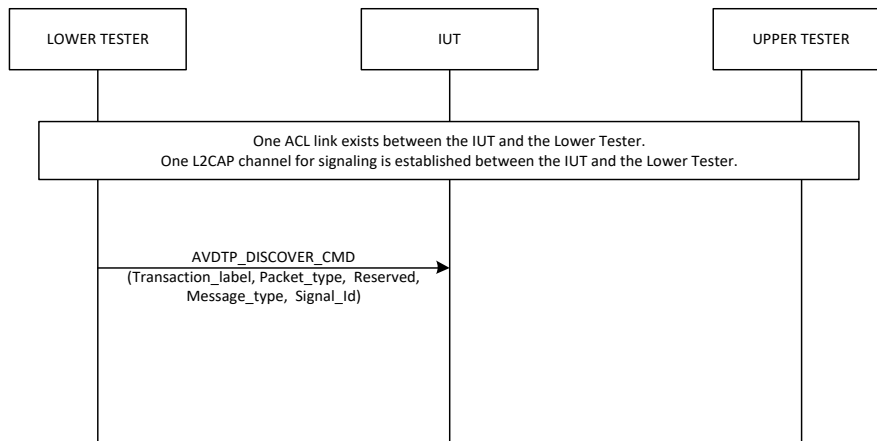 LOWER TESTER
IUT
UPPER TESTER
One ACL link exists between the IUT and the Lower Tester.
One L2CAP channel for signaling is established between the IUT and the Lower Tester.
AVDTP_DISCOVER_CMD
(Transaction_label, Packet_type, Reserved,
Message_type, Signal_Id)